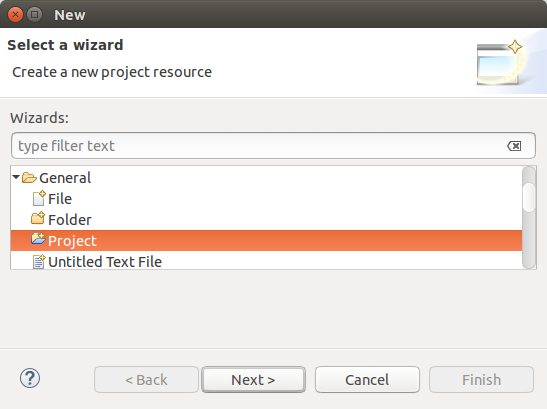 New
Select a wizard
Create a new project resource
Wizards:
type filter text
General
File
Folder
Project
Untitled Text File
? < Back Next > Cancel Finish